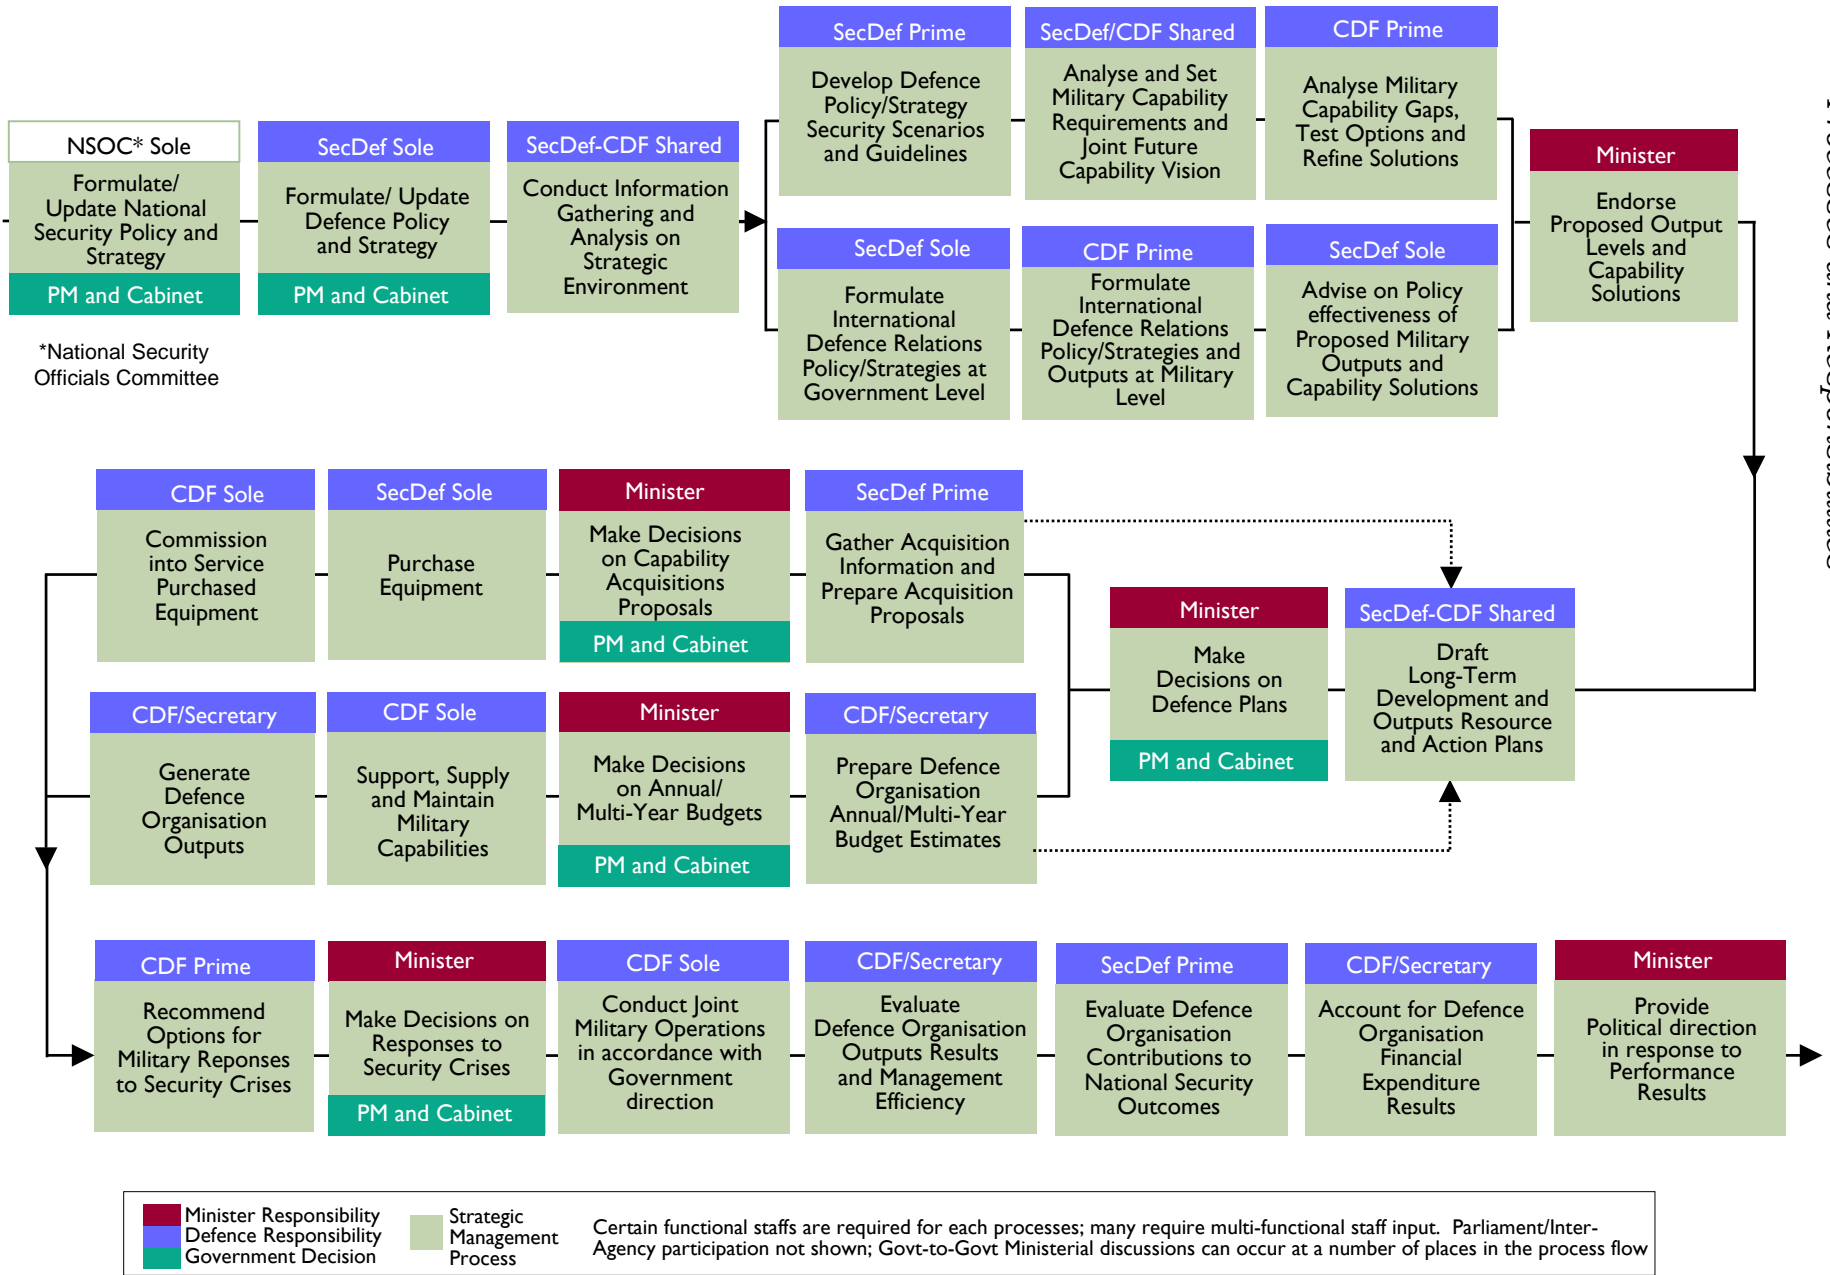 NSOC* Sole
Formulate/
Update National
Security Policy and
Strategy
PM and Cabinet
*National Security
Officials Committee
SecDef Sole
Formulate/ Update
Defence Policy
and Strategy
PM and Cabinet
SecDef-CDF Shared
Conduct Information
Gathering and
Analysis on
Strategic
Environment
SecDef Prime
Develop Defence
Policy/Strategy
Security Scenarios
and Guidelines
SecDef/CDF Shared
Analyse and Set
Military Capability
Requirements and
Joint Future
Capability Vision
CDF Prime
Analyse Military
Capability Gaps,
Test Options and
Refine Solutions
SecDef Sole
Formulate
International
Defence Relations
Policy/Strategies at
Government Level
CDF Prime
Formulate
International
Defence Relations
Policy/Strategies and
Outputs at Military
Level
SecDef Sole
Advise on Policy
effectiveness of
Proposed Military
Outputs and
Capability Solutions
Minister
Endorse
Proposed Output
Levels and
Capability
Solutions
CDF Sole
Commission
into Service
Purchased
Equipment
SecDef Sole
Purchase
Equipment
Minister
Make Decisions
on Capability
Acquisitions
Proposals
PM and Cabinet
SecDef Prime
Gather Acquisition
Information and
Prepare Acquisition
Proposals
Minister
Make
Decisions on
Defence Plans
PM and Cabinet
SecDef-CDF Shared
Draft
Long-Term
Development and
Outputs Resource
and Action Plans
CDF/Secretary
Generate
Defence
Organisation
Outputs
CDF Sole
Support, Supply
and Maintain
Military
Capabilities
Minister
Make Decisions
on Annual/
Multi-Year Budgets
PM and Cabinet
CDF/Secretary
Prepare Defence
Organisation
Annual/Multi-Year
Budget Estimates
CDF Prime
Recommend
Options for
Military Reponses
to Security Crises
Minister
Make Decisions on
Responses to
Security Crises
PM and Cabinet
CDF Sole
Conduct Joint
Military Operations
in accordance with
Government
direction
CDF/Secretary
Evaluate
Defence Organisation
Outputs Results
and Management
Efficiency
SecDef Prime
Evaluate Defence
Organisation
Contributions to
National Security
Outcomes
CDF/Secretary
Account for Defence
Organisation
Financial
Expenditure
Results
Minister
Provide
Political direction
in response to
Performance
Results
Minister Responsibility
Defence Responsibility
Government Decision
Strategic
Management
Process
Certain functional staffs are required for each processes; many require multi-functional staff input. Parliament/Inter-
Agency participation not shown; Govt-to-Govt Ministerial discussions can occur at a number of places in the process flow